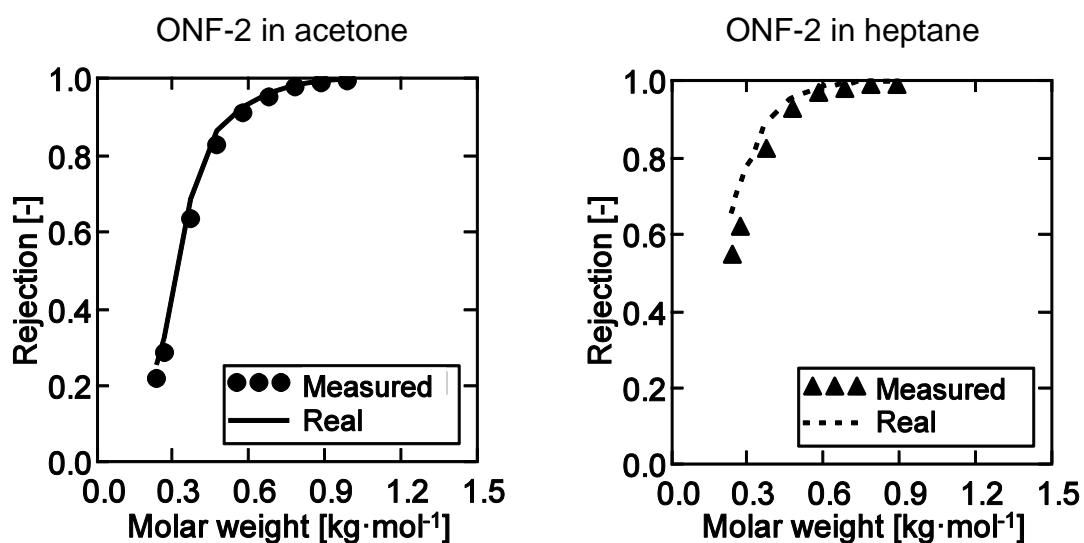 ONF-2 in acetone
Rejection [-]
1.0
0.8
0.6
0.4
0.2
0.0
Measured
Real
0.0 0.3 0.6 0.9 1.2 1.5
Molar weight [kg·mol-1]
ONF-2 in heptane
Rejection [-]
1.0
0.8
0.6
0.4
0.2
0.0
Measured
Real
0.0 0.3 0.6 0.9 1.2 1.5
Molar weight [kg·mol-1]